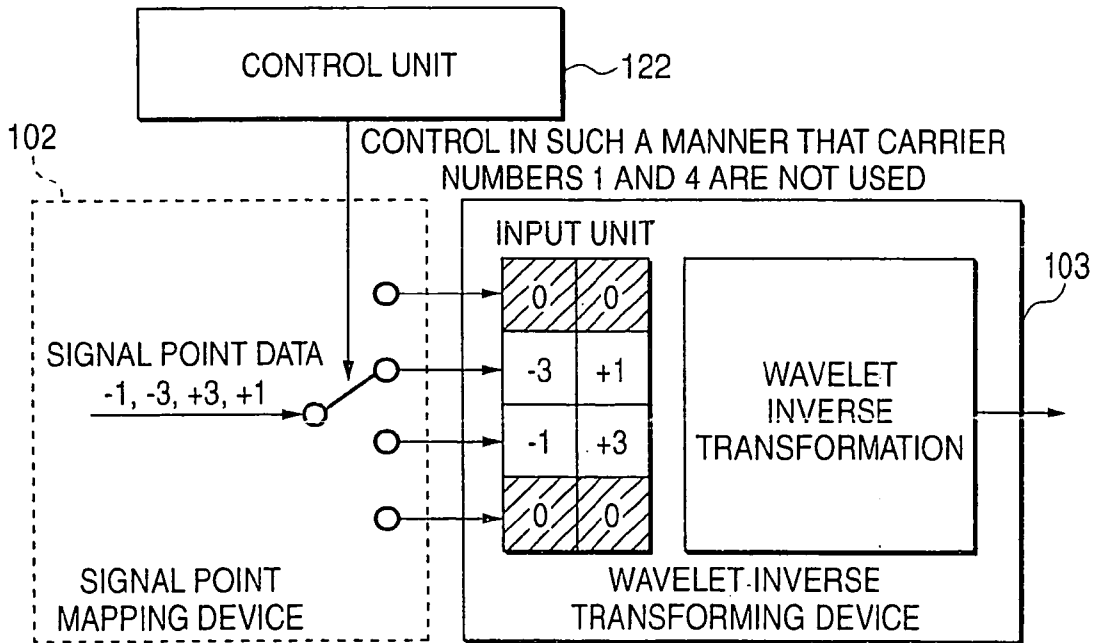 CONTROL UNIT
122
102
CONTROL IN SUCH A MANNER THAT CARRIER
NUMBERS 1 AND 4 ARE NOT USED
INPUT UNIT
103
0 0
SIGNAL POINT DATA
-1, -3, +3, +1
-3 +1
-1 +3
0 0
WAVELET
INVERSE
TRANSFORMATION
SIGNAL POINT
MAPPING DEVICE
WAVELET INVERSE
TRANSFORMING DEVICE